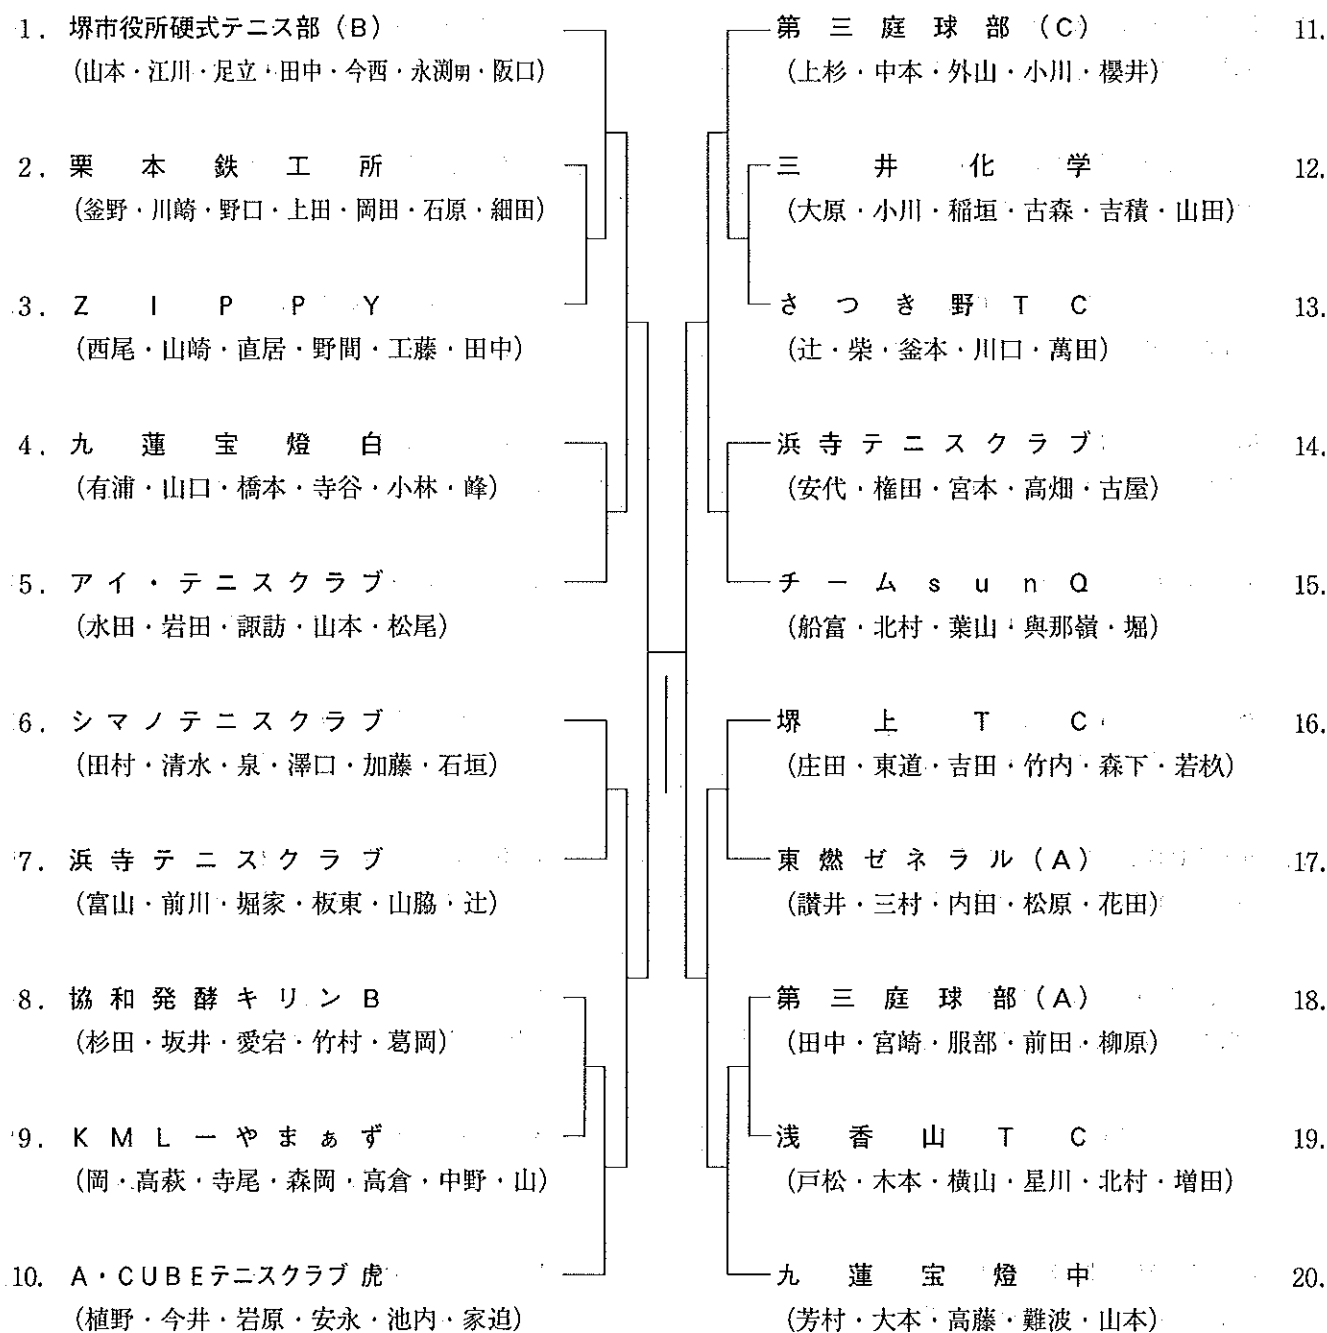 1. 堺市役所硬式テニス部(B)
(山本・江川・足立・田中・今西・永渕明・阪口)
2. 栗本鉄工所
(釜野・川崎・野口・上田・岡田・石原・細田)
3. ZIPPY
(西尾・山崎・直居・野間・工藤・田中)
4. 九蓮宝燈白
(有浦・山口・橋本・寺谷・小林・峰)
5. アイ・テニスクラブ
(水田・岩田・諏訪・山本・松尾)
6. シマノテニスクラブ
(田村・清水・泉・澤口・加藤・石垣)
7. 浜寺テニスクラブ
(富山・前川・堀家・板東・山脇・辻)
8. 協和発酵キリンB
(杉田・坂井・愛宕・竹村・葛岡)
9. KMLーやまぁず
(岡・高萩・寺尾・森岡・高倉・中野・山)
10. A・CUBEテニスクラブ 虎
(植野・今井・岩原・安永・池内・家迫)
第三庭球部(C) 11.
(上杉・中本・外山・小川・櫻井)
三井化学 12.
(大原・小川・稲垣・古森・吉積・山田)
さつき野TC 13.
(辻・柴・釜本・川口・萬田)
浜寺テニスクラブ 14.
(安代・権田・宮本・高畑・古屋)
チームsunQ 15.
(船富・北村・葉山・與那嶺・堀)
堺上TC 16.
(庄田・東道・吉田・竹内・森下・若杦)
東燃ゼネラル(A) 17.
(讃井・三村・内田・松原・花田)
第三庭球部(A) 18.
(田中・宮崎・服部・前田・柳原)
浅香山TC 19.
(戸松・木本・横山・星川・北村・増田)
九蓮宝燈中 20.
(芳村・大本・高藤・難波・山本)